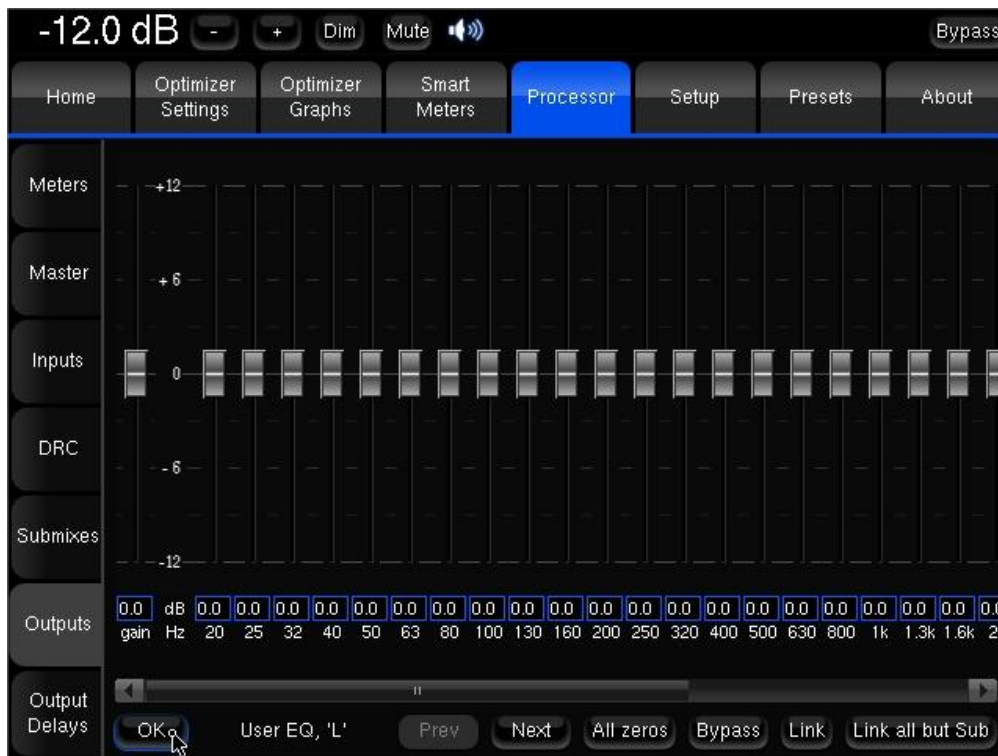 -12.0 dB - + Dim Mute Bypass
Home Optimizer Settings Optimizer Graphs Smart Meters Processor Setup Presets About
Meters
Master
Inputs
DRC
Submixes
Outputs
Output Delays
+12
+ 6
0
- 6
-12
0.0 dB 0.0 0.0 0.0 0.0 0.0 0.0 0.0 0.0 0.0 0.0 0.0 0.0 0.0 0.0 0.0 0.0 0.0 0.0 0.0 0.0
gain Hz 20 25 32 40 50 63 80 100 130 160 200 250 320 400 500 630 800 1k 1.3k 1.6k
OK User EQ, 'L' Prev Next All zeros Bypass Link Link all but Sub